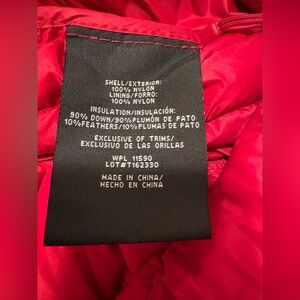 SHELL/EXTERIOR:
100% NYLON
LINING/FORRO:
100% NYLON
INSULATION/INSULACIÓN:
90% DOWN/90%PLUMÓN DE PATO
10%FEATHERS/10%PLUMAS DE PATO
EXCLUSIVE OF TRIMS/
EXCLUSIVO DE LAS ORILLAS
WPL 11590
LOT#T162330
MADE IN CHINA/
HECHO EN CHINA